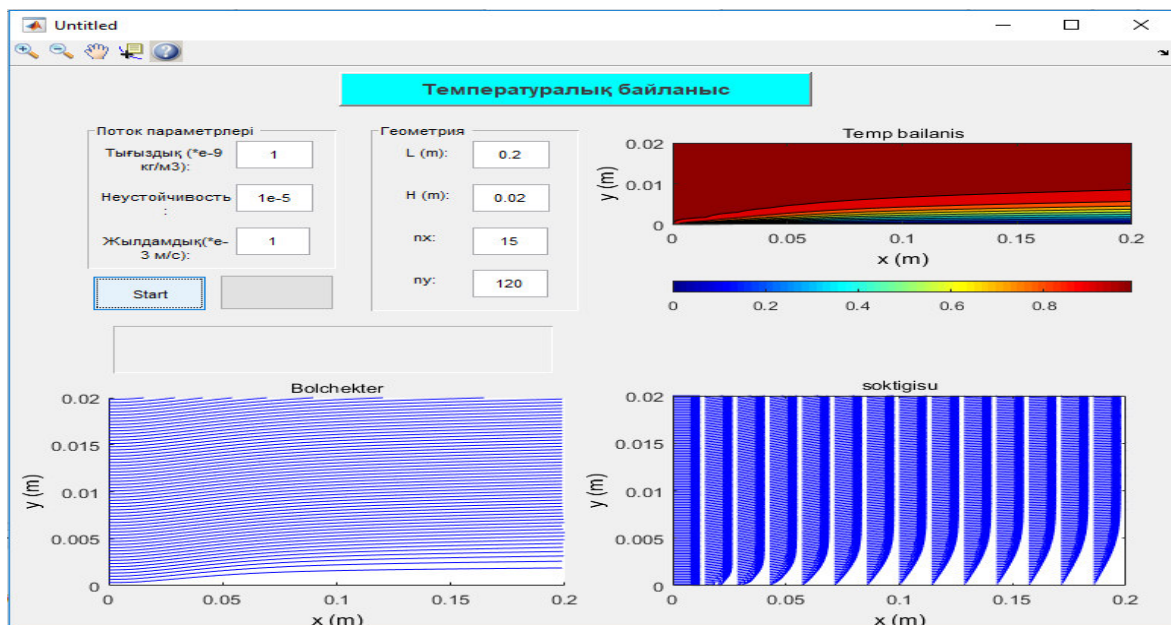 Untitled
Температуралық байланыс
Поток параметрлері
Тығыздық (*e-9
кг/м3):
1
Неустойчивость
:
1e-5
Жылдамдық(*e-
3 м/с):
1
Start
Геометрия
L (m):
0.2
H (m):
0.02
nx:
15
ny:
120
Temp bailanis
0.02
0.01
0
y (m)
0 0.05 0.1 0.15 0.2
x (m)
0 0.2 0.4 0.6 0.8
Bolchekter
0.02
0.015
0.01
0.005
0
y (m)
0 0.05 0.1 0.15 0.2
x (m)
soktigisu
0.02
0.015
0.01
0.005
0
y (m)
0 0.05 0.1 0.15 0.2
x (m)